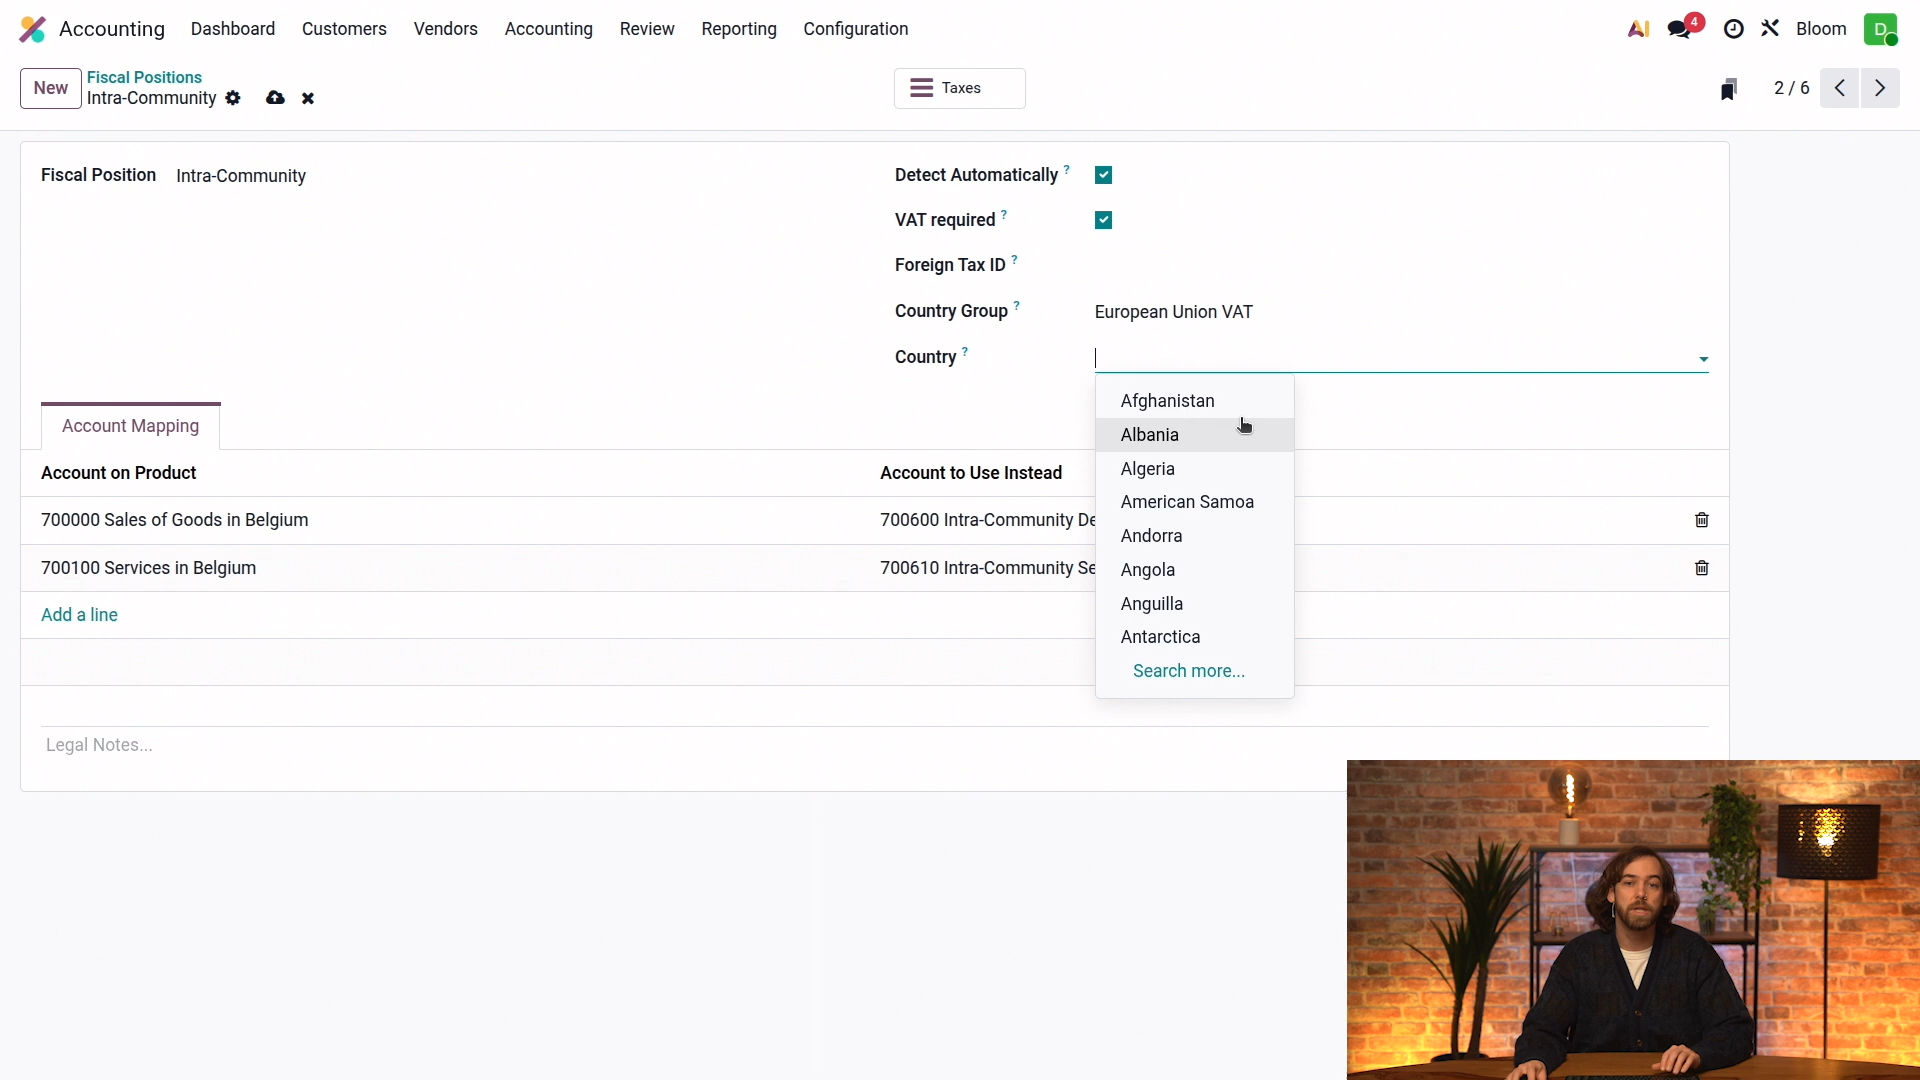 Accounting Dashboard Customers Vendors Accounting Review Reporting Configuration AI 4 Bloom D
New Fiscal Positions
Intra-Community
Taxes
2 / 6
Fiscal Position Intra-Community
Detect Automatically ?
VAT required ?
Foreign Tax ID ?
Country Group ? European Union VAT
Country ?
Afghanistan
Albania
Algeria
American Samoa
Andorra
Angola
Anguilla
Antarctica
Search more...
Account Mapping
Account on Product Account to Use Instead
700000 Sales of Goods in Belgium 700600 Intra-Community De
700100 Services in Belgium 700610 Intra-Community Se
Add a line
Legal Notes...